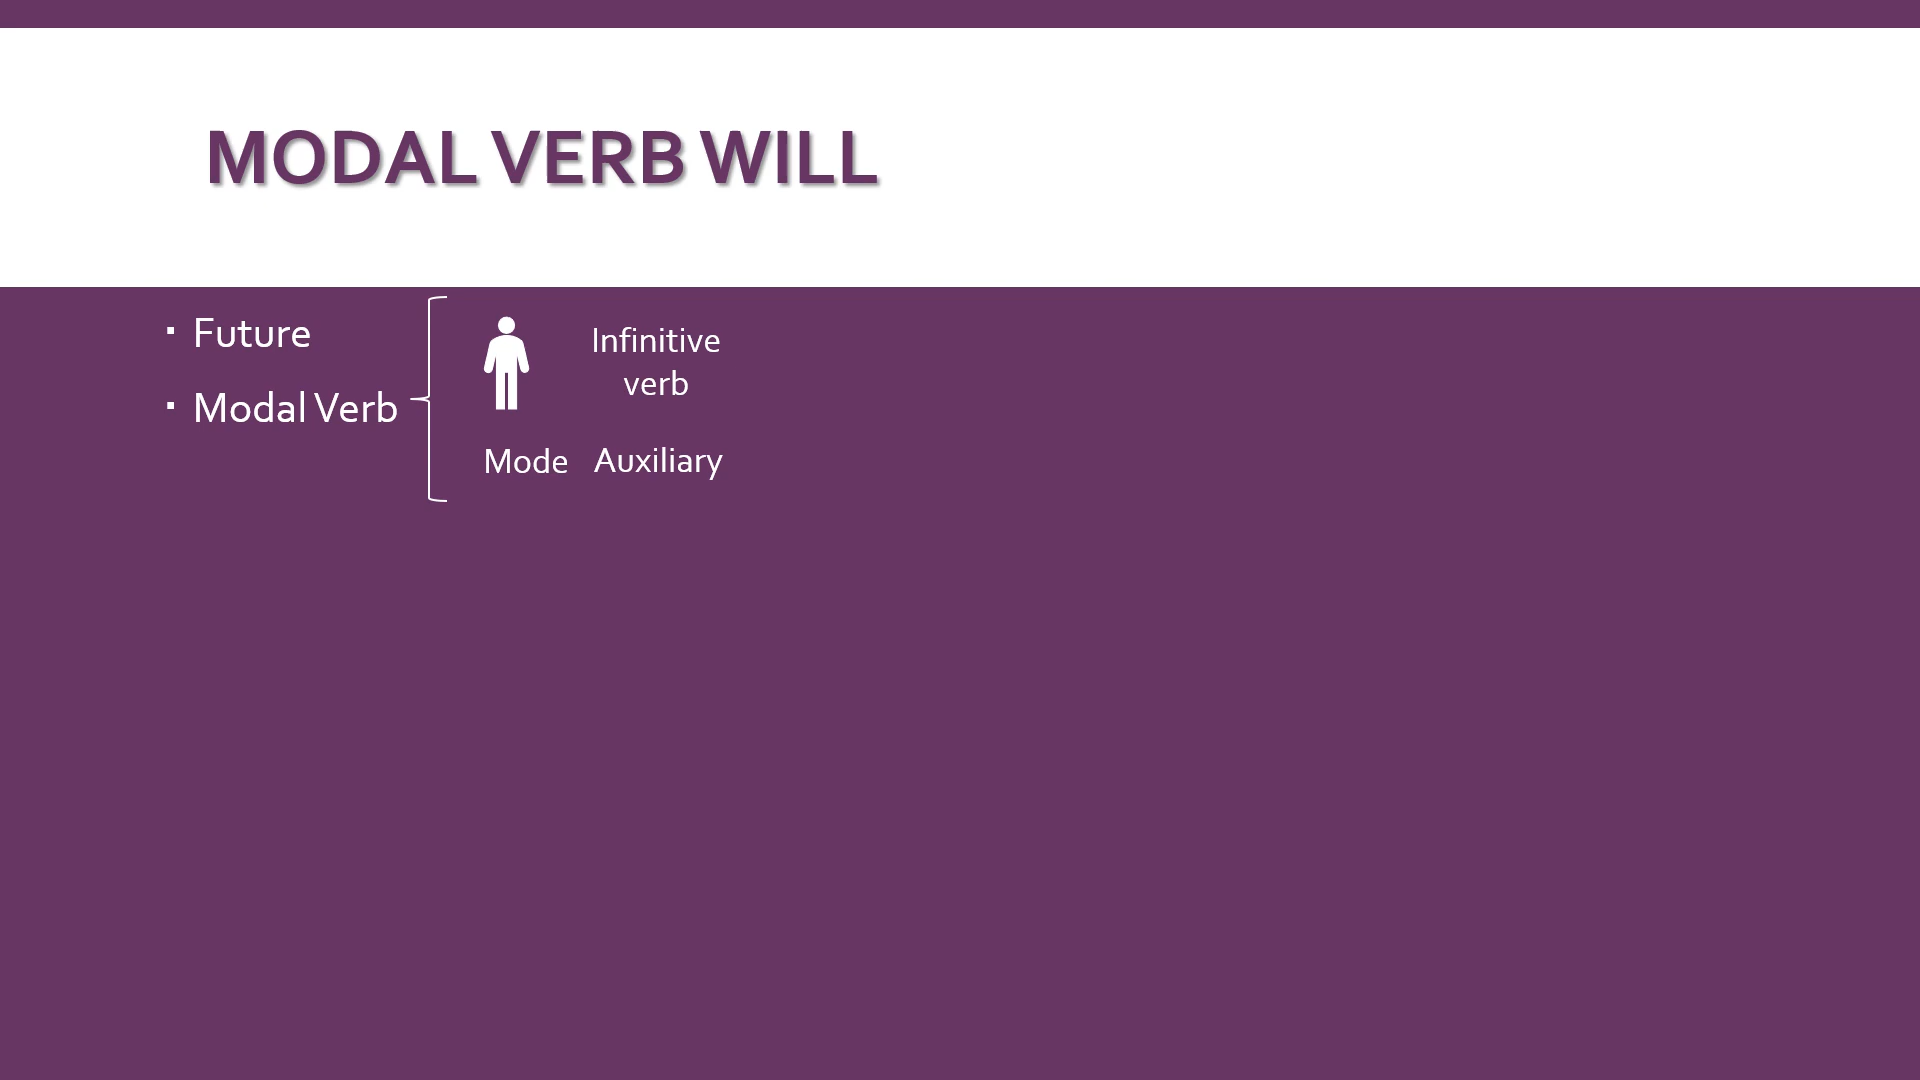 MODAL VERB WILL
Future
Modal Verb
Infinitive
verb
Mode
Auxiliary